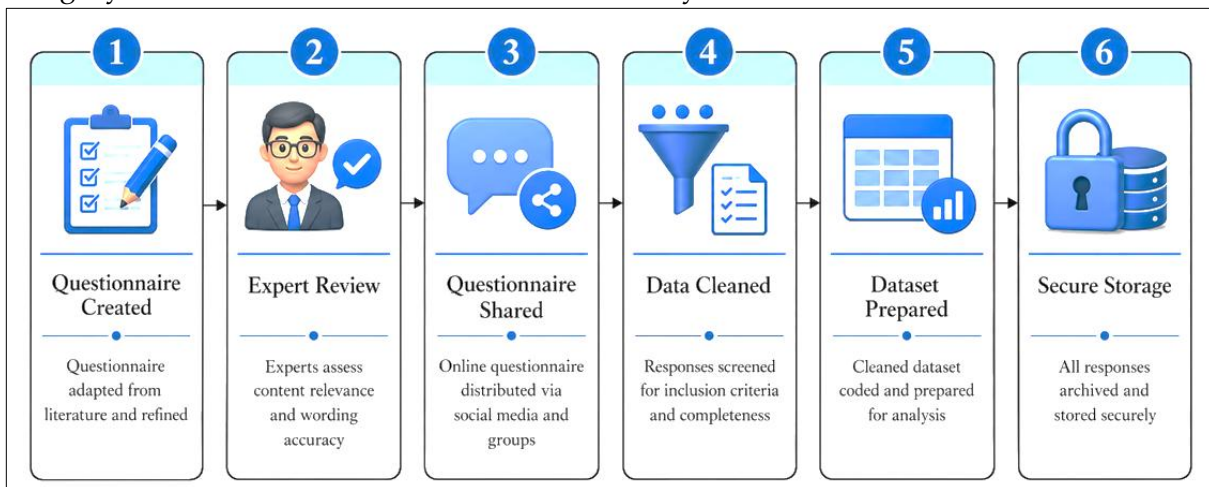 1
Questionnaire
Created
Questionnaire
adapted from
literature and refined
2
Expert Review
Experts assess
content relevance
and wording
accuracy
3
Questionnaire
Shared
Online questionnaire
distributed via
social media and
groups
4
Data Cleaned
Responses screened
for inclusion criteria
and completeness
5
Dataset
Prepared
Cleaned dataset
coded and prepared
for analysis
6
Secure Storage
All responses
archived and
stored securely